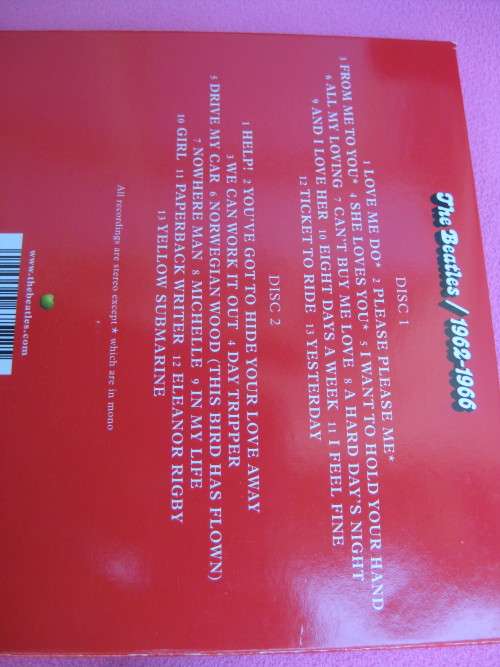 The Beatles / 1962-1966
DISC 1
1 LOVE ME DO* 2 PLEASE PLEASE ME*
3 FROM ME TO YOU* 4 SHE LOVES YOU* 5 I WANT TO HOLD YOUR HAND
6 ALL MY LOVING 7 CAN'T BUY ME LOVE 8 A HARD DAY'S NIGHT
9 AND I LOVE HER 10 EIGHT DAYS A WEEK 11 I FEEL FINE
12 TICKET TO RIDE 13 YESTERDAY
DISC 2
1 HELP! 2 YOU'VE GOT TO HIDE YOUR LOVE AWAY
3 WE CAN WORK IT OUT 4 DAY TRIPPER
5 DRIVE MY CAR 6 NORWEGIAN WOOD (THIS BIRD HAS FLOWN)
7 NOWHERE MAN 8 MICHELLE 9 IN MY LIFE
10 GIRL 11 PAPERBACK WRITER 12 ELEANOR RIGBY
13 YELLOW SUBMARINE
All recordings are stereo except * which are in mono
www.thebeatles.com